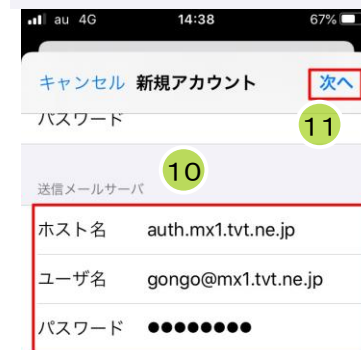 au 4G 14:38 67%
キャンセル 新規アカウント 次へ
パスワード
11
10
送信メールサーバ
ホスト名 auth.mx1.tvt.ne.jp
ユーザ名 gongo@mx1.tvt.ne.jp
パスワード ●●●●●●●●